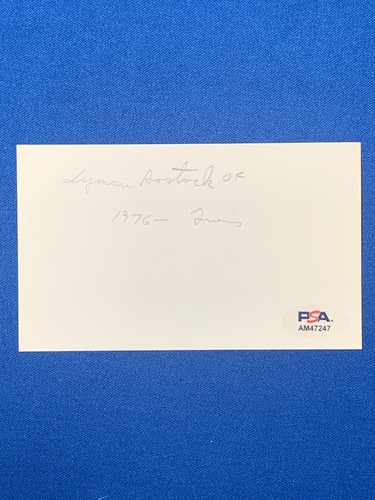 Lyman Bostock OF
1976- Twins
PSA.
AM47247